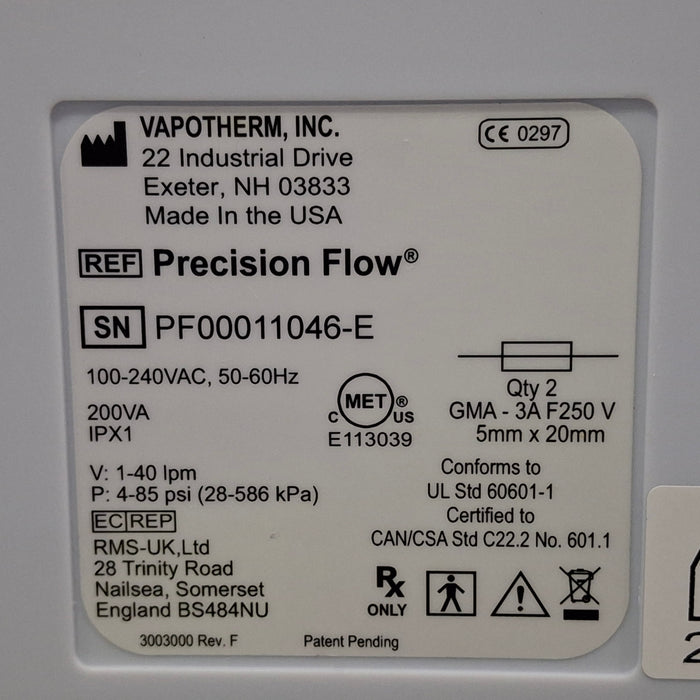 VAPOTHERM, INC.
22 Industrial Drive
Exeter, NH 03833
Made In the USA
CE 0297
REF Precision Flow®
SN PF00011046-E
100-240VAC, 50-60Hz
200VA
IPX1
C MET ® US
E113039
Qty 2
GMA - 3A F250 V
5mm x 20mm
V: 1-40 lpm
P: 4-85 psi (28-586 kPa)
Conforms to
UL Std 60601-1
Certified to
CAN/CSA Std C22.2 No. 601.1
EC REP
RMS-UK,Ltd
28 Trinity Road
Nailsea, Somerset
England BS484NU
Rx
ONLY
3003000 Rev. F
Patent Pending